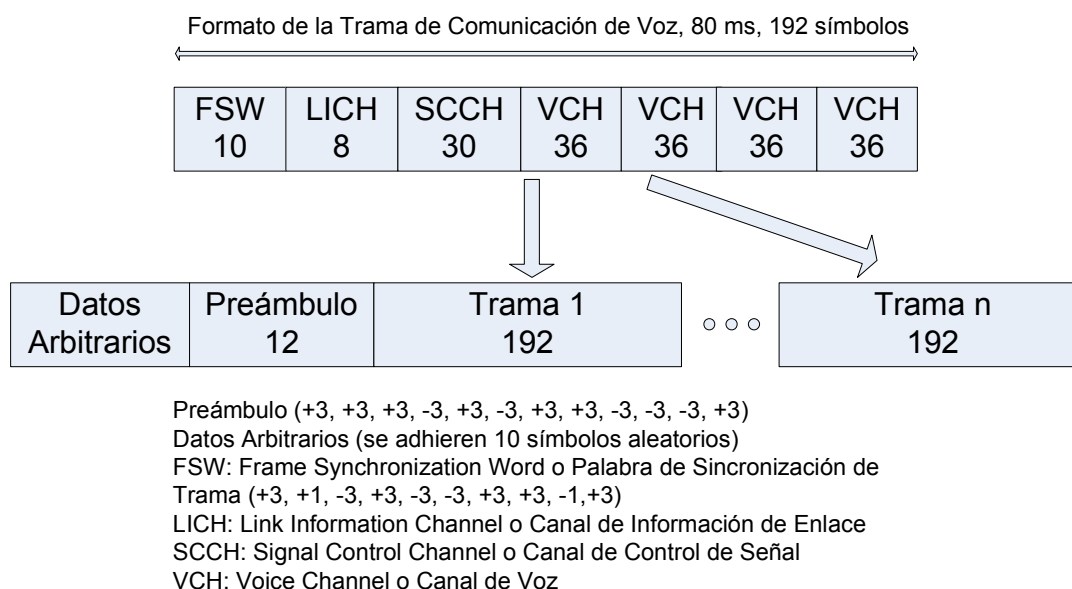 Formato de la Trama de Comunicación de Voz, 80 ms, 192 símbolos
FSW LICH SCCH VCH VCH VCH VCH
10 8 30 36 36 36 36
Datos Preámbulo Trama 1 Trama n
Arbitrarios 12 192 192
Preámbulo (+3, +3, +3, -3, +3, -3, +3, +3, -3, -3, -3, +3)
Datos Arbitrarios (se adhieren 10 símbolos aleatorios)
FSW: Frame Synchronization Word o Palabra de Sincronización de
Trama (+3, +1, -3, +3, -3, -3, +3, +3, -1,+3)
LICH: Link Information Channel o Canal de Información de Enlace
SCCH: Signal Control Channel o Canal de Control de Señal
VCH: Voice Channel o Canal de Voz